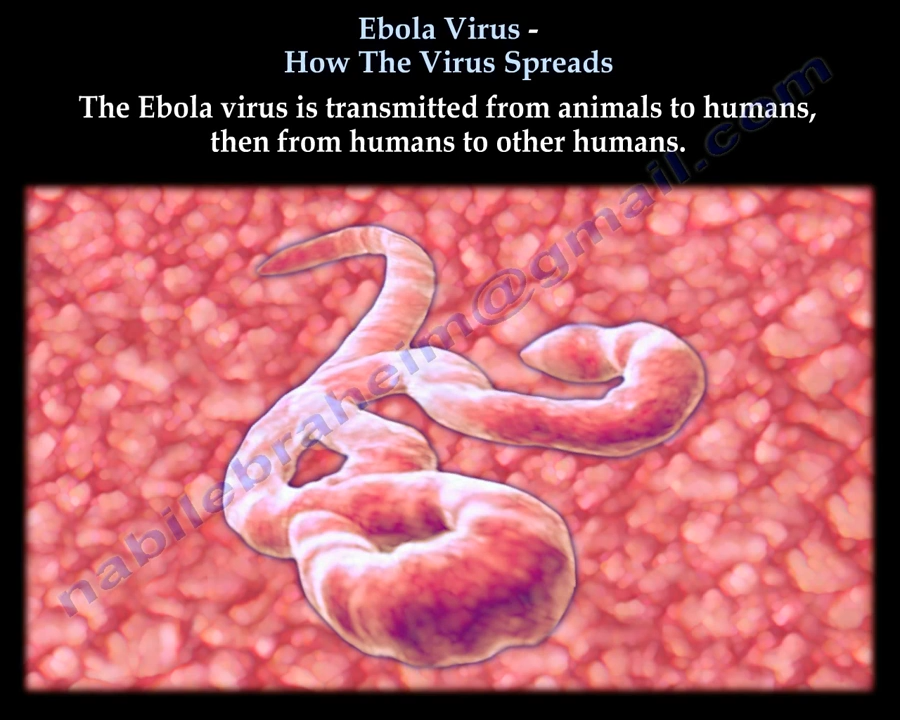 Ebola Virus -
How The Virus Spreads
The Ebola virus is transmitted from animals to humans,
then from humans to other humans.
nabilebraheim@gmail.com